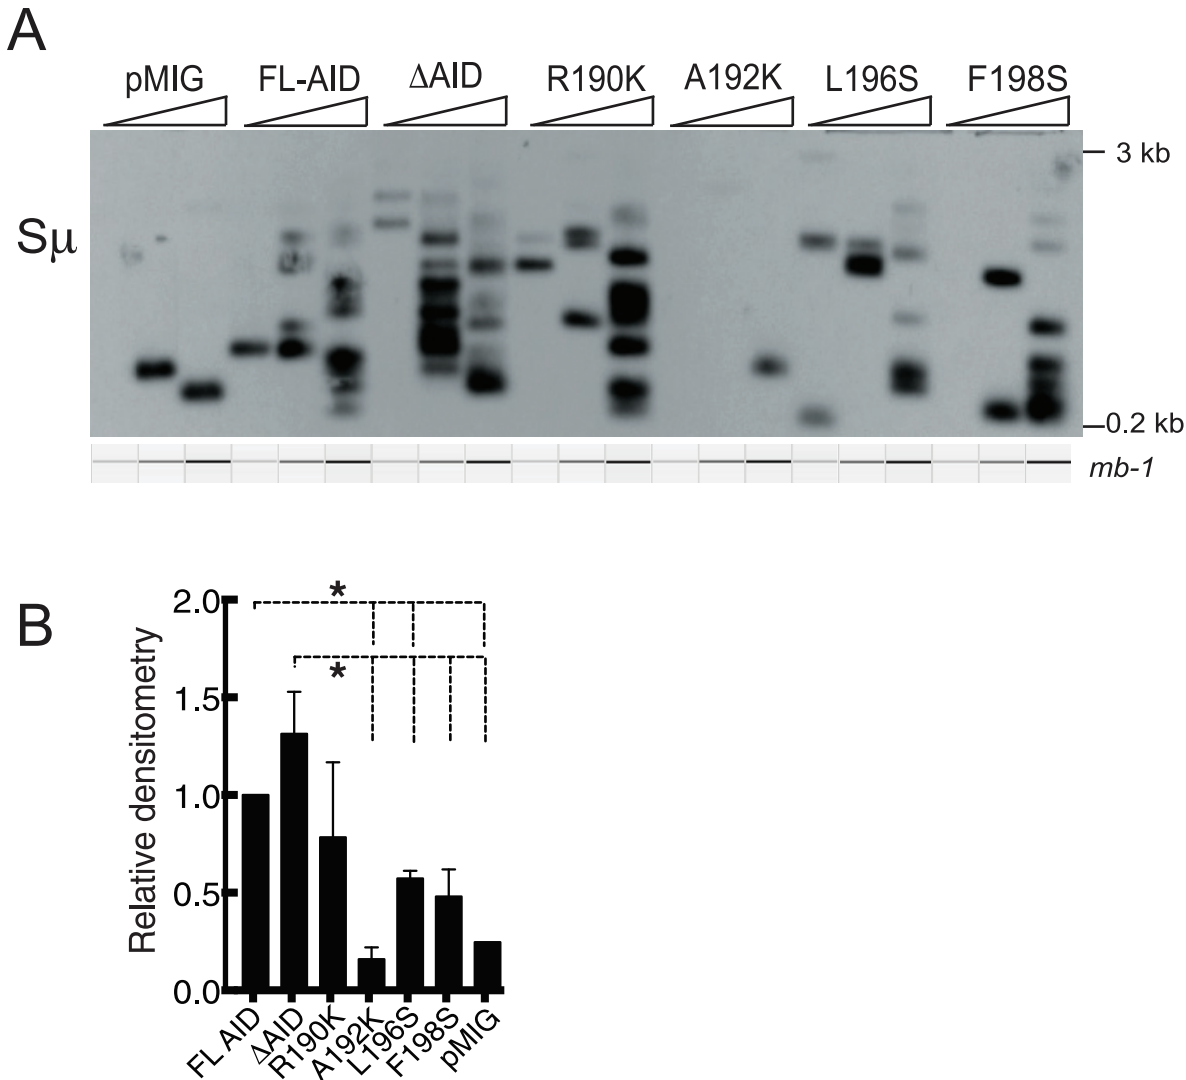 A
pMIG FL-AID ΔAID R190K A192K L196S F198S
3 kb
Sμ
0.2 kb
mb-1
B
*
*
Relative densitometry
2.0
1.5
1.0
0.5
0.0
FL AID ΔAID R190K A192K L196S F198S pMIG